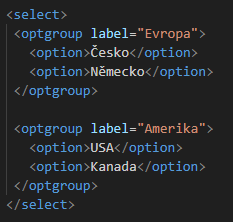 <select>
<optgroup label="Evropa">
<option>Česko</option>
<option>Německo</option>
</optgroup>
<optgroup label="Amerika">
<option>USA</option>
<option>Kanada</option>
</optgroup>
</select>